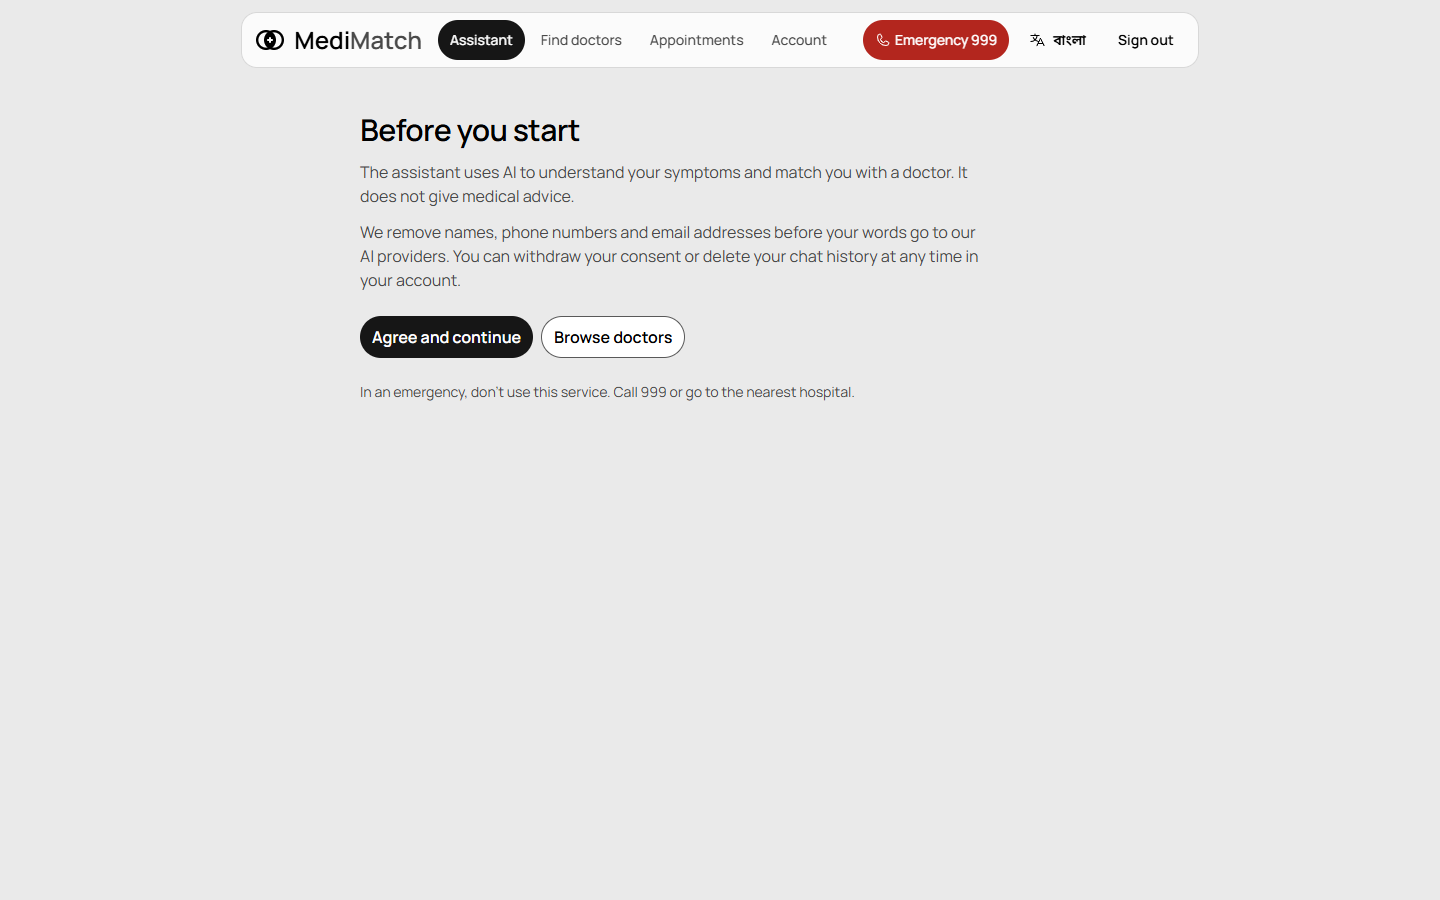 MediMatch Assistant Find doctors Appointments Account Emergency 999 বাংলা Sign out
Before you start
The assistant uses AI to understand your symptoms and match you with a doctor. It
does not give medical advice.
We remove names, phone numbers and email addresses before your words go to our
AI providers. You can withdraw your consent or delete your chat history at any time in
your account.
Agree and continue Browse doctors
In an emergency, don't use this service. Call 999 or go to the nearest hospital.